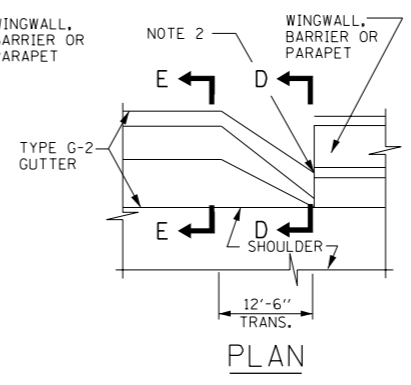 WINGWALL,
BARRIER OR
PARAPET
NOTE 2
WINGWALL,
BARRIER OR
PARAPET
E
D
TYPE G-2
GUTTER
E
D
SHOULDER
12'-6"
TRANS.
PLAN